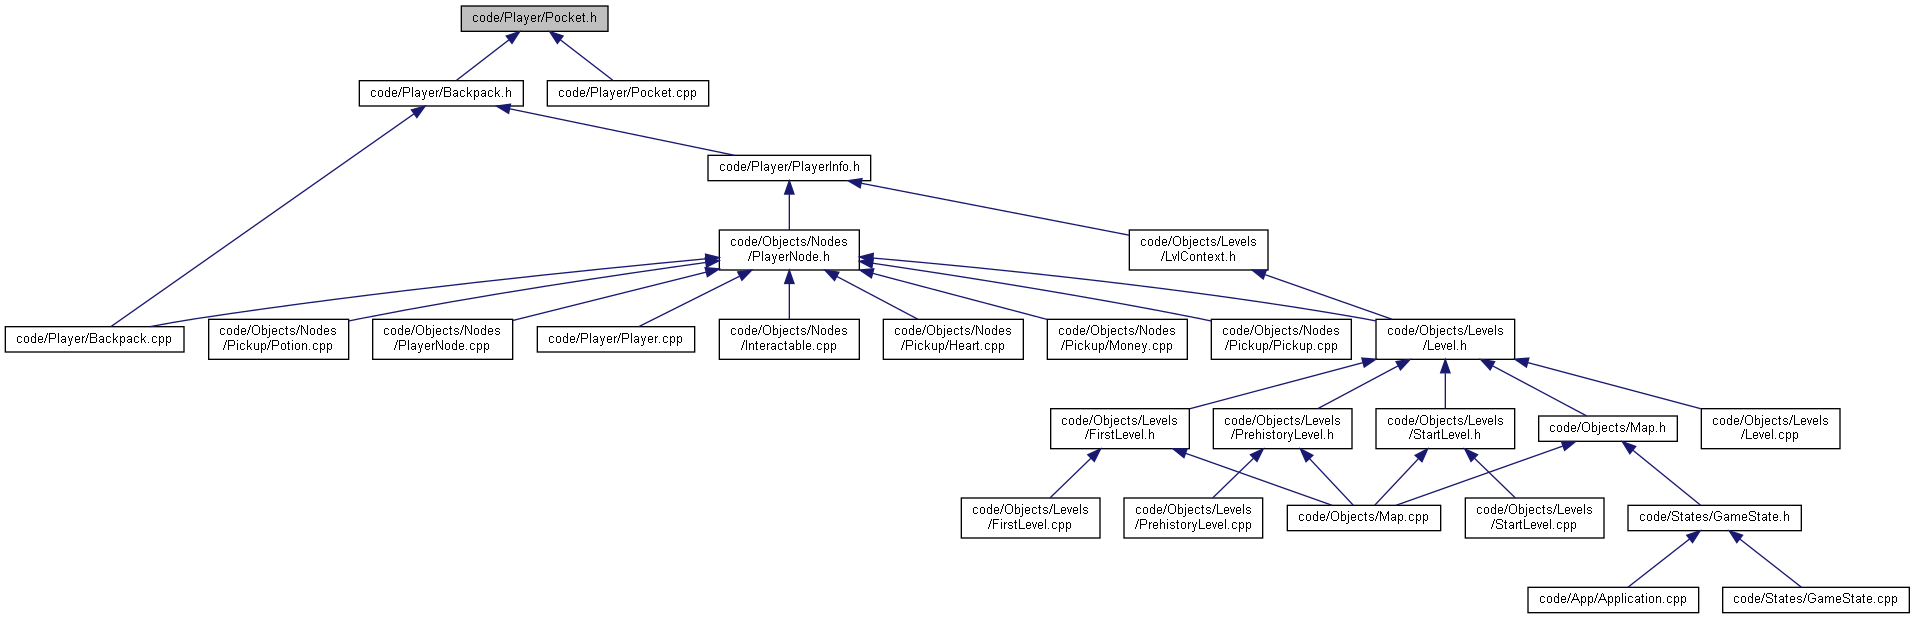 code/Player/Pocket.h
code/Player/Backpack.h
code/Player/Pocket.cpp
code/Player/PlayerInfo.h
code/Objects/Nodes
/PlayerNode.h
code/Objects/Levels
/LvlContext.h
code/Player/Backpack.cpp
code/Objects/Nodes
/Pickup/Potion.cpp
code/Objects/Nodes
/PlayerNode.cpp
code/Player/Player.cpp
code/Objects/Nodes
/Interactable.cpp
code/Objects/Nodes
/Pickup/Heart.cpp
code/Objects/Nodes
/Pickup/Money.cpp
code/Objects/Nodes
/Pickup/Pickup.cpp
code/Objects/Levels
/Level.h
code/Objects/Levels
/FirstLevel.h
code/Objects/Levels
/PrehistoryLevel.h
code/Objects/Levels
/StartLevel.h
code/Objects/Map.h
code/Objects/Levels
/Level.cpp
code/Objects/Levels
/FirstLevel.cpp
code/Objects/Levels
/PrehistoryLevel.cpp
code/Objects/Map.cpp
code/Objects/Levels
/StartLevel.cpp
code/States/GameState.h
code/App/Application.cpp
code/States/GameState.cpp